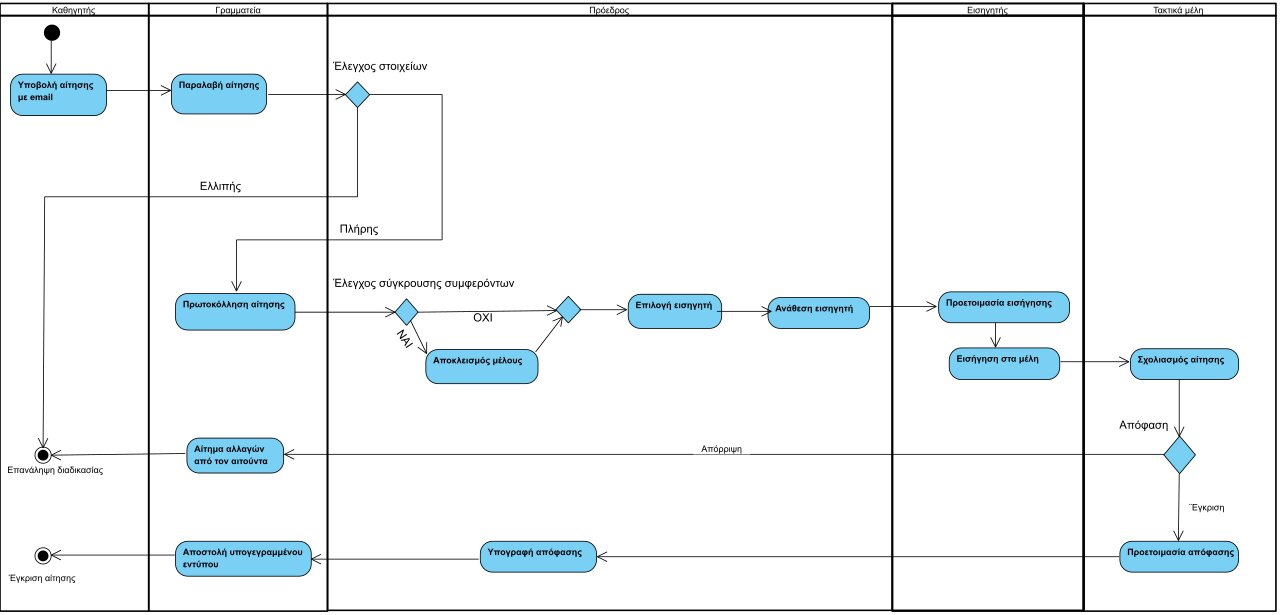 Καθηγητής
Γραμματεία
Πρόεδρος
Εισηγητής
Τακτικά μέλη
Έλεγχος στοιχείων
Υποβολή αίτησης
με email
Παραλαβή αίτησης
Ελλιπής
Πλήρης
Έλεγχος σύγκρουσης συμφερόντων
Πρωτοκόλληση αίτησης
ΟΧΙ
ΝΑΙ
Αποκλεισμός μέλους
Επιλογή εισηγητή
Ανάθεση εισηγητή
Προετοιμασία εισήγησης
Εισήγηση στα μέλη
Σχολιασμός αίτησης
Απόφαση
Απόρριψη
Αίτημα αλλαγών
από τον αιτούντα
Επανάληψη διαδικασίας
Έγκριση
Προετοιμασία απόφασης
Υπογραφή απόφασης
Αποστολή υπογεγραμμένου
εντύπου
Έγκριση αίτησης